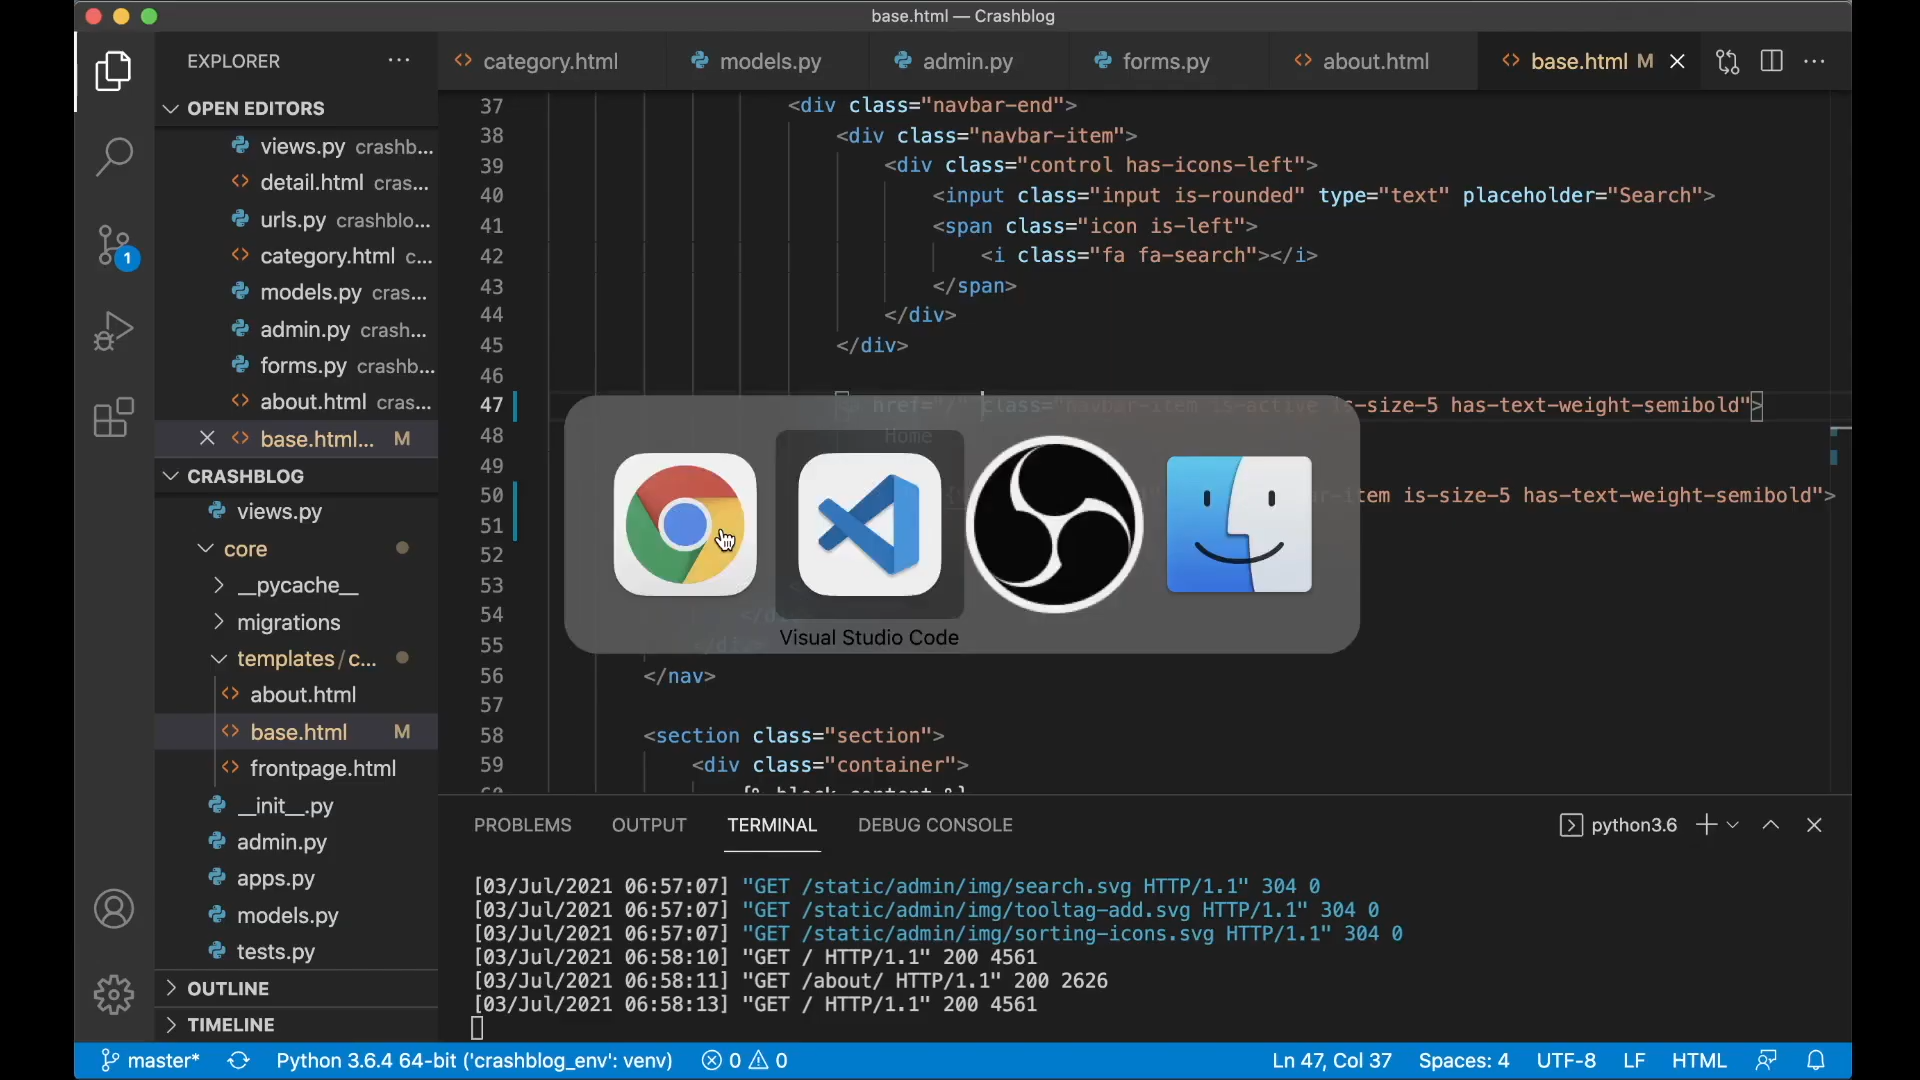 base.html — Crashblog
EXPLORER
category.html
models.py
admin.py
forms.py
about.html
base.html M
OPEN EDITORS
views.py crashb...
detail.html cras...
urls.py crashblo...
category.html c...
models.py cras...
admin.py crash...
forms.py crashb...
about.html cras...
base.html... M
CRASHBLOG
views.py
core
__pycache__
migrations
templates/c...
about.html
base.html M
frontpage.html
__init__.py
admin.py
apps.py
models.py
tests.py
OUTLINE
TIMELINE
1
37 <div class="navbar-end">
38 <div class="navbar-item">
39 <div class="control has-icons-left">
40 <input class="input is-rounded" type="text" placeholder="Search">
41 <span class="icon is-left">
42 <i class="fa fa-search"></i>
43 </span>
44 </div>
45 </div>
46
47 href="/" class="navbar-item is-active is-size-5 has-text-weight-semibold">
48 Home
49
50 item is-size-5 has-text-weight-semibold">
51
52
53
54
55
56 </nav>
57
58 <section class="section">
59 <div class="container">
60 {% block content %}
Visual Studio Code
PROBLEMS
OUTPUT
TERMINAL
DEBUG CONSOLE
python3.6
[03/Jul/2021 06:57:07] "GET /static/admin/img/search.svg HTTP/1.1" 304 0
[03/Jul/2021 06:57:07] "GET /static/admin/img/tooltag-add.svg HTTP/1.1" 304 0
[03/Jul/2021 06:57:07] "GET /static/admin/img/sorting-icons.svg HTTP/1.1" 304 0
[03/Jul/2021 06:58:10] "GET / HTTP/1.1" 200 4561
[03/Jul/2021 06:58:11] "GET /about/ HTTP/1.1" 200 2626
[03/Jul/2021 06:58:13] "GET / HTTP/1.1" 200 4561
master*
Python 3.6.4 64-bit ('crashblog_env': venv)
0
0
Ln 47, Col 37
Spaces: 4
UTF-8
LF
HTML